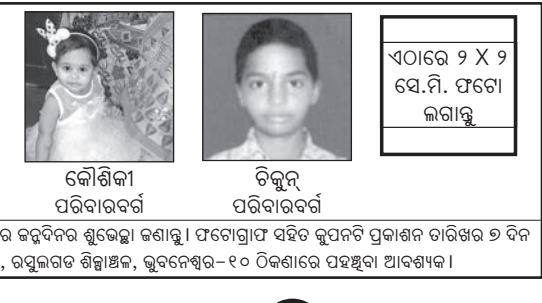 ଏଠାରେ ୨ X ୨
ସେ.ମି. ଫଟୋ
ଲଗାନ୍ତୁ
କୌଶିକୀ
ପରିବାରବର୍ଗ
ଚିକୁନ୍
ପରିବାରବର୍ଗ
ର ଜନ୍ମଦିନର ଶୁଭେଚ୍ଛା ଜଣାନ୍ତୁ । ଫଟୋଗ୍ରାଫ ସହିତ କୁପନଟି ପ୍ରକାଶନ ତାରିଖର ୭ ଦିନ
, ରସୁଲଗଡ ଶିଳ୍ପାଞ୍ଚଳ, ଭୁବନେଶ୍ୱର-୧୦ ଠିକଣାରେ ପହଞ୍ଚିବା ଆବଶ୍ୟକ ।